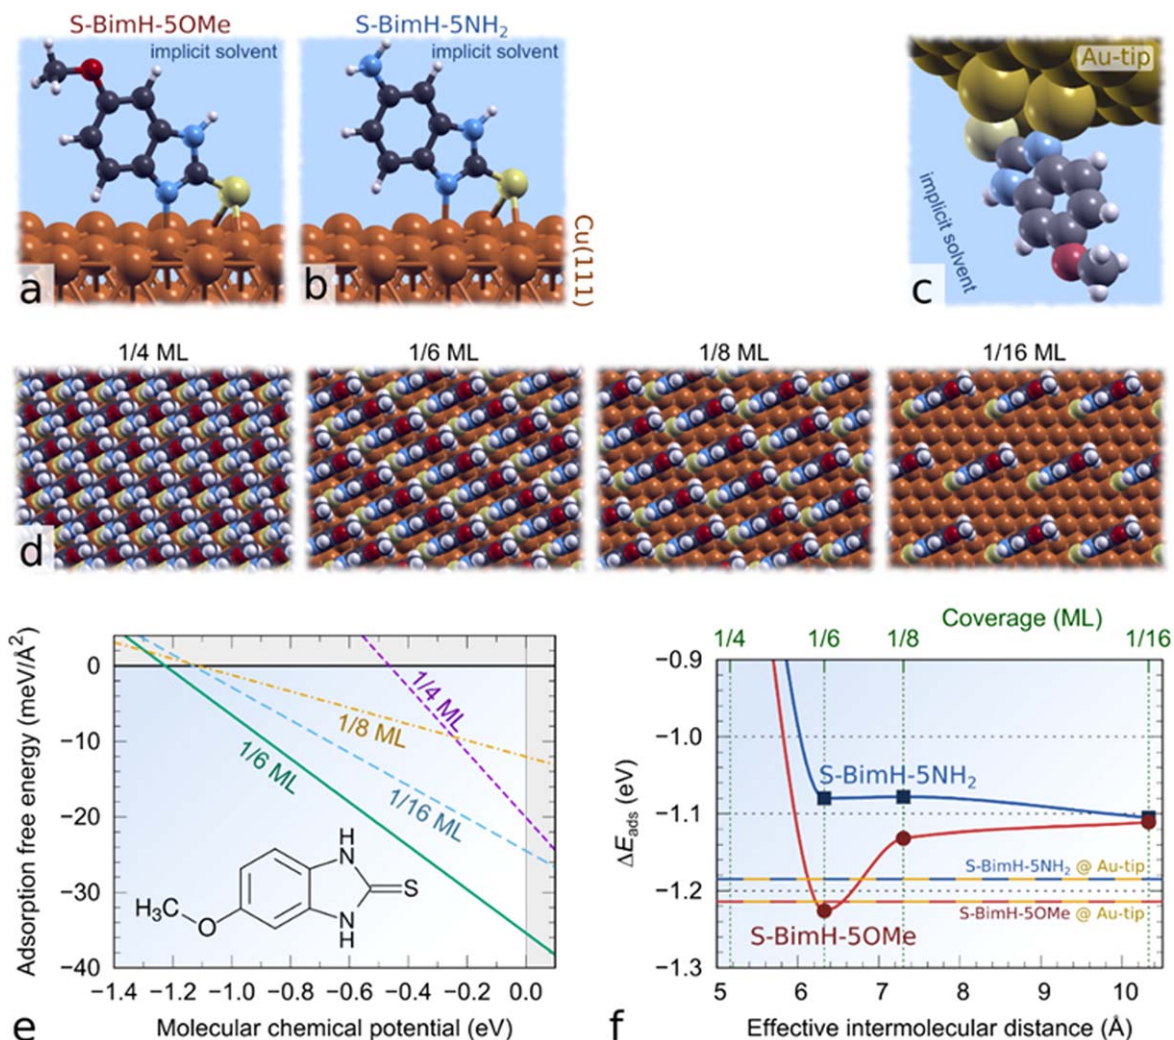 S-BimH-5OMe
S-BimH-5NH₂
implicit solvent
implicit solvent
Au-tip
implicit solvent
Cu(111)
a
b
c
1/4 ML
1/6 ML
1/8 ML
1/16 ML
d
Adsorption free energy (meV/Å²)
0
−10
−20
−30
−40
1/4 ML
1/8 ML
1/6 ML
1/16 ML
H
N
S
N
H
H₃C
O
−1.4 −1.2 −1.0 −0.8 −0.6 −0.4 −0.2 0.0
Molecular chemical potential (eV)
e
Coverage (ML)
1/4 1/6 1/8 1/16
ΔE_ads (eV)
−0.9
−1.0
−1.1
−1.2
−1.3
S-BimH-5NH₂
S-BimH-5NH₂ @ Au-tip
S-BimH-5OMe @ Au-tip
S-BimH-5OMe
5 6 7 8 9 10
Effective intermolecular distance (Å)
f